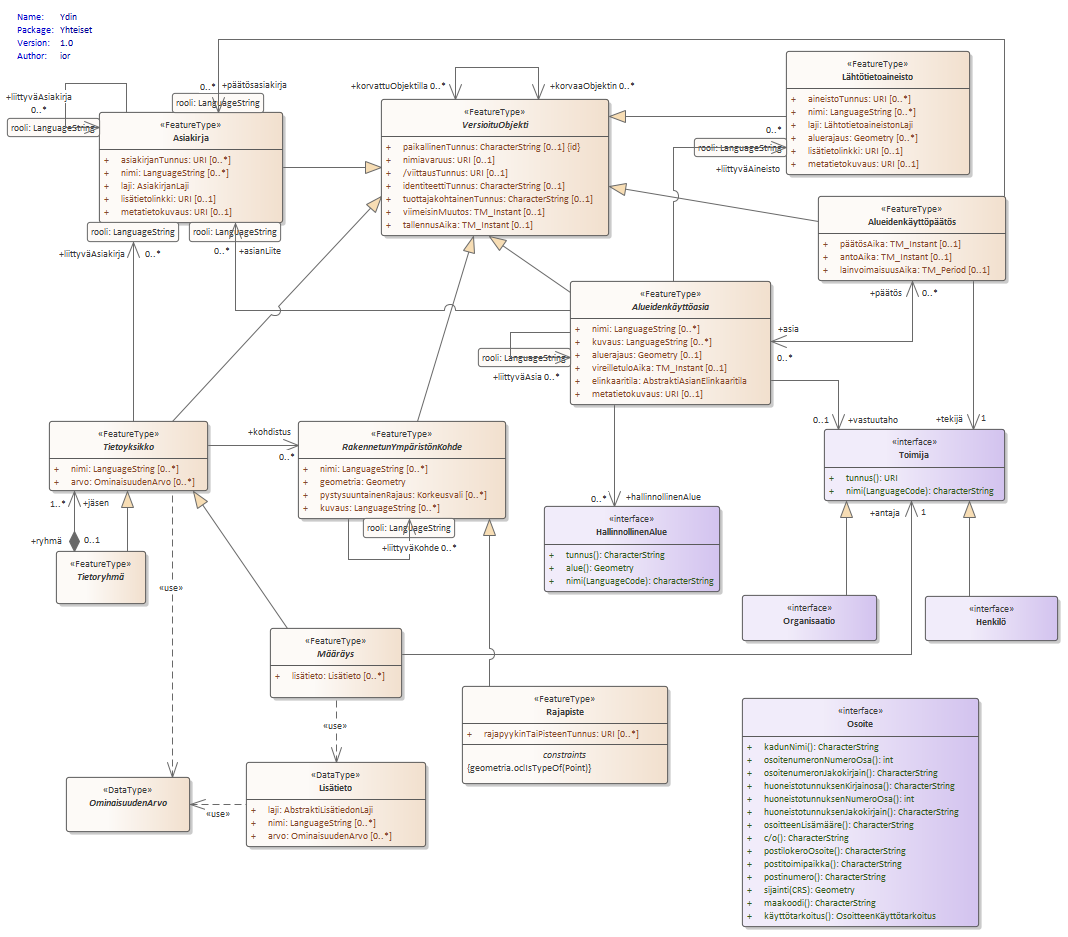 Name: Ydin
Package: Yhteiset
Version: 1.0
Author: ior
+liittyväAsiakirja
0..*
rooli: LanguageString
0..*
+päätösasiakirja
rooli: LanguageString
«FeatureType»
Asiakirja
+ asiakirjanTunnus: URI [0..*]
+ nimi: LanguageString [0..*]
+ laji: AsiakirjanLaji
+ lisätietolinkki: URI [0..1]
+ metatietokuvaus: URI [0..1]
rooli: LanguageString
rooli: LanguageString
+liittyväAsiakirja
0..*
0..*
+asianLiite
+korvattuObjektilla 0..*
+korvaaObjektin 0..*
«FeatureType»
VersioituObjekti
+ paikallinenTunnus: CharacterString [0..1] {id}
+ nimiavaruus: URI [0..1]
+ /viittausTunnus: URI [0..1]
+ identiteettiTunnus: CharacterString [0..1]
+ tuottajakohtainenTunnus: CharacterString [0..1]
+ viimeisinMuutos: TM_Instant [0..1]
+ tallennusAika: TM_Instant [0..1]
«FeatureType»
Lähtötietoaineisto
+ aineistoTunnus: URI [0..*]
+ nimi: LanguageString [0..*]
+ laji: LähtötietoaineistonLaji
+ aluerajaus: Geometry [0..*]
+ lisätietolinkki: URI [0..1]
+ metatietokuvaus: URI [0..1]
0..*
rooli: LanguageString
+liittyväAineisto
«FeatureType»
Alueidenkäyttöpäätös
+ päätösAika: TM_Instant [0..1]
+ antoAika: TM_Instant [0..1]
+ lainvoimaisuusAika: TM_Period [0..1]
+päätös
0..*
«FeatureType»
Alueidenkäyttöasia
+ nimi: LanguageString [0..*]
+ kuvaus: LanguageString [0..*]
+ aluerajaus: Geometry [0..1]
+ vireilletuloAika: TM_Instant [0..1]
+ elinkaaritila: AbstraktiAsianElinkaaritila
+ metatietokuvaus: URI [0..1]
+asia
0..*
rooli: LanguageString
+liittyväAsia 0..*
0..1
+vastuutaho
+tekijä
1
«FeatureType»
Tietoyksikko
+ nimi: LanguageString [0..*]
+ arvo: OminaisuudenArvo [0..*]
+kohdistus
0..*
«FeatureType»
RakennetunYmpäristönKohde
+ nimi: LanguageString [0..*]
+ geometria: Geometry
+ pystysuuntainenRajaus: Korkeusvali [0..*]
+ kuvaus: LanguageString [0..*]
rooli: LanguageString
+liittyväKohde 0..*
«interface»
Toimija
+ tunnus(): URI
+ nimi(LanguageCode): CharacterString
+antaja
1
0..*
+hallinnollinenAlue
«interface»
HallinnollinenAlue
+ tunnus(): CharacterString
+ alue(): Geometry
+ nimi(LanguageCode): CharacterString
1..*
+jäsen
+ryhmä
0..1
«FeatureType»
Tietoryhmä
«use»
«interface»
Organisaatio
«interface»
Henkilö
«FeatureType»
Määräys
+ lisätieto: Lisätieto [0..*]
«use»
«FeatureType»
Rajapiste
+ rajapyykinTaiPisteenTunnus: URI [0..*]
constraints
{geometria.oclIsTypeOf(Point)}
«DataType»
OminaisuudenArvo
«use»
«DataType»
Lisätieto
+ laji: AbstraktiLisätiedonLaji
+ nimi: LanguageString [0..*]
+ arvo: OminaisuudenArvo [0..*]
«interface»
Osoite
+ kadunNimi(): CharacterString
+ osoitenumeronNumeroOsa(): int
+ osoitenumeronJakokirjain(): CharacterString
+ huoneistotunnuksenKirjainosa(): CharacterString
+ huoneistotunnuksenNumeroOsa(): int
+ huoneistotunnuksenJakokirjain(): CharacterString
+ osoitteenLisämääre(): CharacterString
+ c/o(): CharacterString
+ postilokeroOsoite(): CharacterString
+ postitoimipaikka(): CharacterString
+ postinumero(): CharacterString
+ sijainti(CRS): Geometry
+ maakoodi(): CharacterString
+ käyttötarkoitus(): OsoitteenKäyttötarkoitus